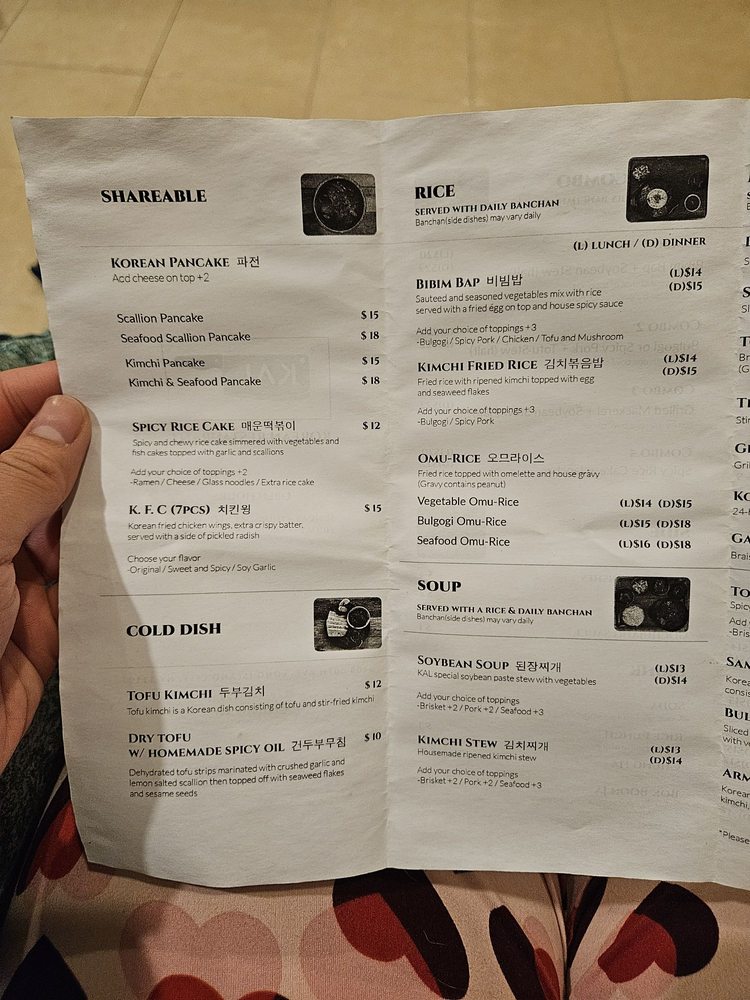 SHAREABLE
KOREAN PANCAKE 파전
Add cheese on top +2
Scallion Pancake $ 15
Seafood Scallion Pancake $ 18
Kimchi Pancake $ 15
Kimchi & Seafood Pancake $ 18
SPICY RICE CAKE 매운떡볶이 $ 12
Spicy and chewy rice cake simmered with vegetables and
fish cakes topped with garlic and scallions
Add your choice of toppings +2
-Ramen / Cheese / Glass noodles / Extra rice cake
K. F. C (7PCS) 치킨윙 $ 15
Korean fried chicken wings, extra crispy batter,
served with a side of pickled radish
Choose your flavor
-Original / Sweet and Spicy / Soy Garlic
COLD DISH
TOFU KIMCHI 두부김치 $ 12
Tofu kimchi is a Korean dish consisting of tofu and stir-fried kimchi
DRY TOFU
W/ HOMEMADE SPICY OIL 건두부무침 $ 10
Dehydrated tofu strips marinated with crushed garlic and
lemon salted scallion then topped off with seaweed flakes
and sesame seeds
RICE
SERVED WITH DAILY BANCHAN
Banchan(side dishes) may vary daily
(L) LUNCH / (D) DINNER
BIBIM BAP 비빔밥 (L)$14
(D)$15
Sauteed and seasoned vegetables mix with rice
served with a fried egg on top and house spicy sauce
Add your choice of toppings +3
-Bulgogi / Spicy Pork / Chicken / Tofu and Mushroom
KIMCHI FRIED RICE 김치볶음밥 (L)$14
(D)$15
Fried rice with ripened kimchi topped with egg
and seaweed flakes
Add your choice of toppings +3
-Bulgogi / Spicy Pork
OMU-RICE 오므라이스
Fried rice topped with omelette and house gravy
(Gravy contains peanut)
Vegetable Omu-Rice (L)$14 (D)$15
Bulgogi Omu-Rice (L)$15 (D)$18
Seafood Omu-Rice (L)$16 (D)$18
SOUP
SERVED WITH A RICE & DAILY BANCHAN
Banchan(side dishes) may vary daily
SOYBEAN SOUP 된장찌개 (L)$13
(D)$14
KAL special soybean paste stew with vegetables
Add your choice of toppings
-Brisket +2 / Pork +2 / Seafood +3
KIMCHI STEW 김치찌개 (L)$13
(D)$14
Housemade ripened kimchi stew
Add your choice of toppings
-Brisket +2 / Pork +2 / Seafood +3